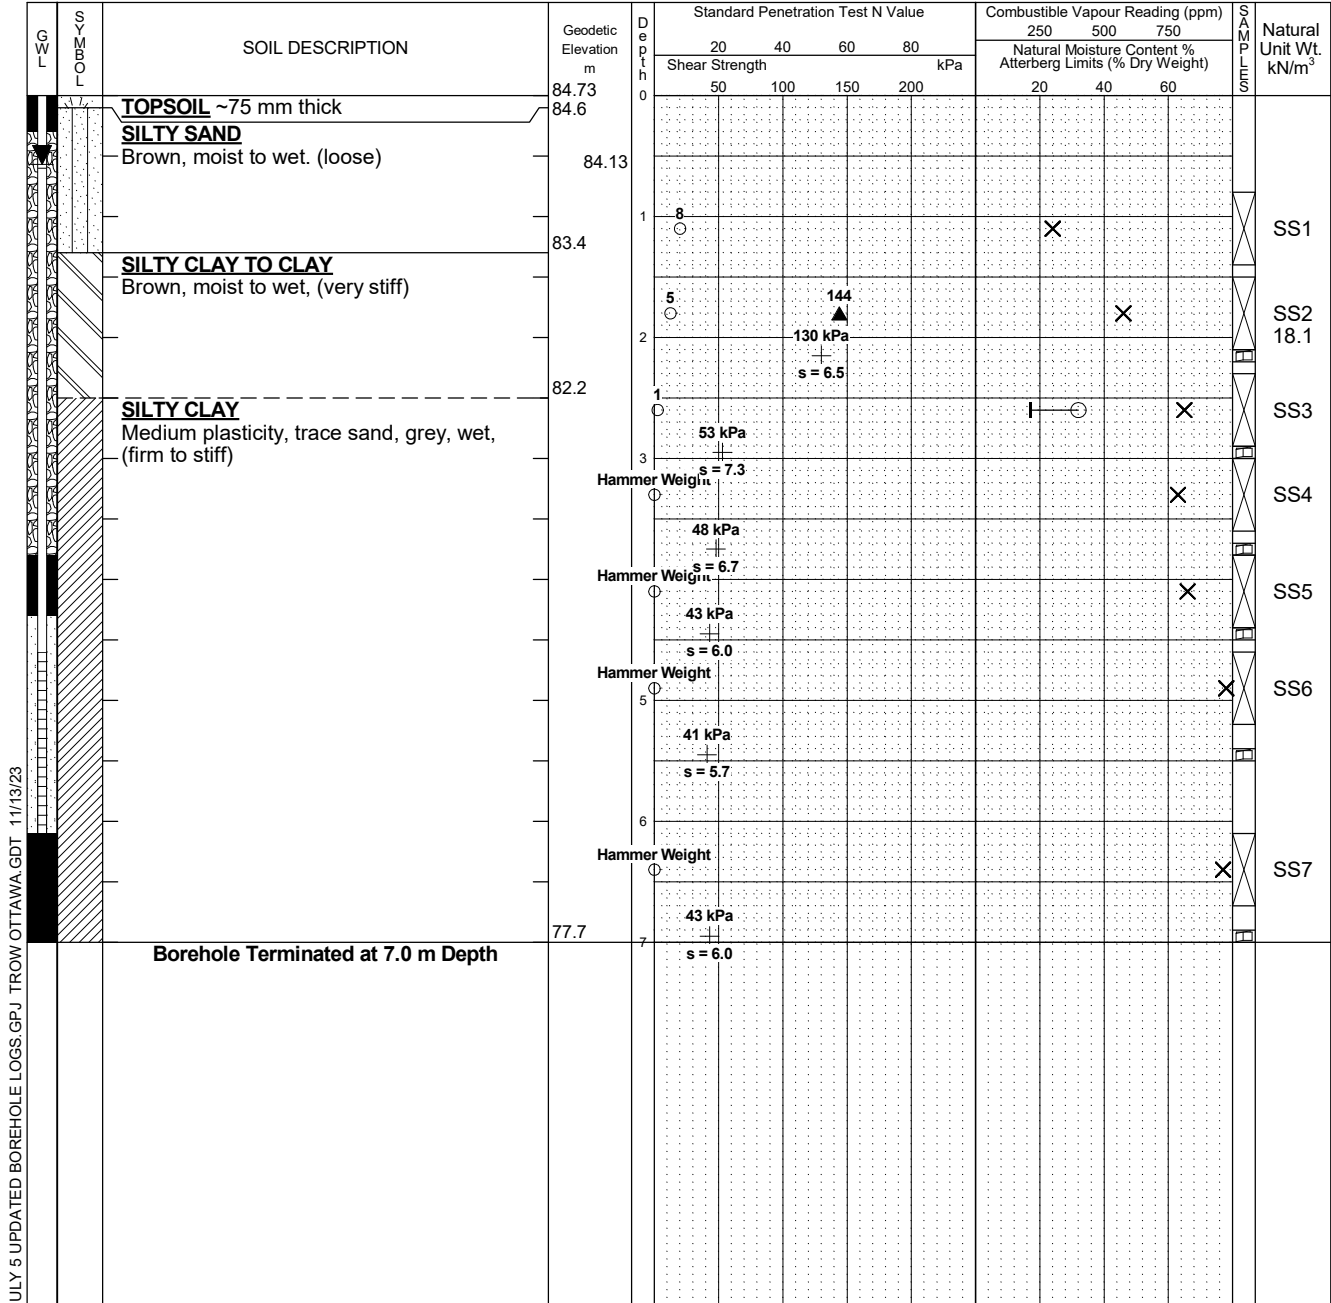 GWL
SYMBOL
SOIL DESCRIPTION
Geodetic
Elevation
m
Depth
Standard Penetration Test N Value
20 40 60 80
Shear Strength kPa
50 100 150 200
Combustible Vapour Reading (ppm)
250 500 750
Natural Moisture Content %
Atterberg Limits (% Dry Weight)
20 40 60
SAMPLES
Natural
Unit Wt.
kN/m³
84.73
0
TOPSOIL ~75 mm thick
84.6
SILTY SAND
Brown, moist to wet. (loose)
84.13
1
8
SS1
83.4
SILTY CLAY TO CLAY
Brown, moist to wet, (very stiff)
5
144
SS2
18.1
2
130 kPa
s = 6.5
82.2
SILTY CLAY
Medium plasticity, trace sand, grey, wet,
(firm to stiff)
1
SS3
53 kPa
3
s = 7.3
Hammer Weight
SS4
48 kPa
s = 6.7
Hammer Weight
SS5
43 kPa
s = 6.0
Hammer Weight
SS6
5
41 kPa
s = 5.7
6
Hammer Weight
SS7
43 kPa
77.7
7
s = 6.0
Borehole Terminated at 7.0 m Depth
ULY 5 UPDATED BOREHOLE LOGS.GPJ TROW OTTAWA.GDT 11/13/23